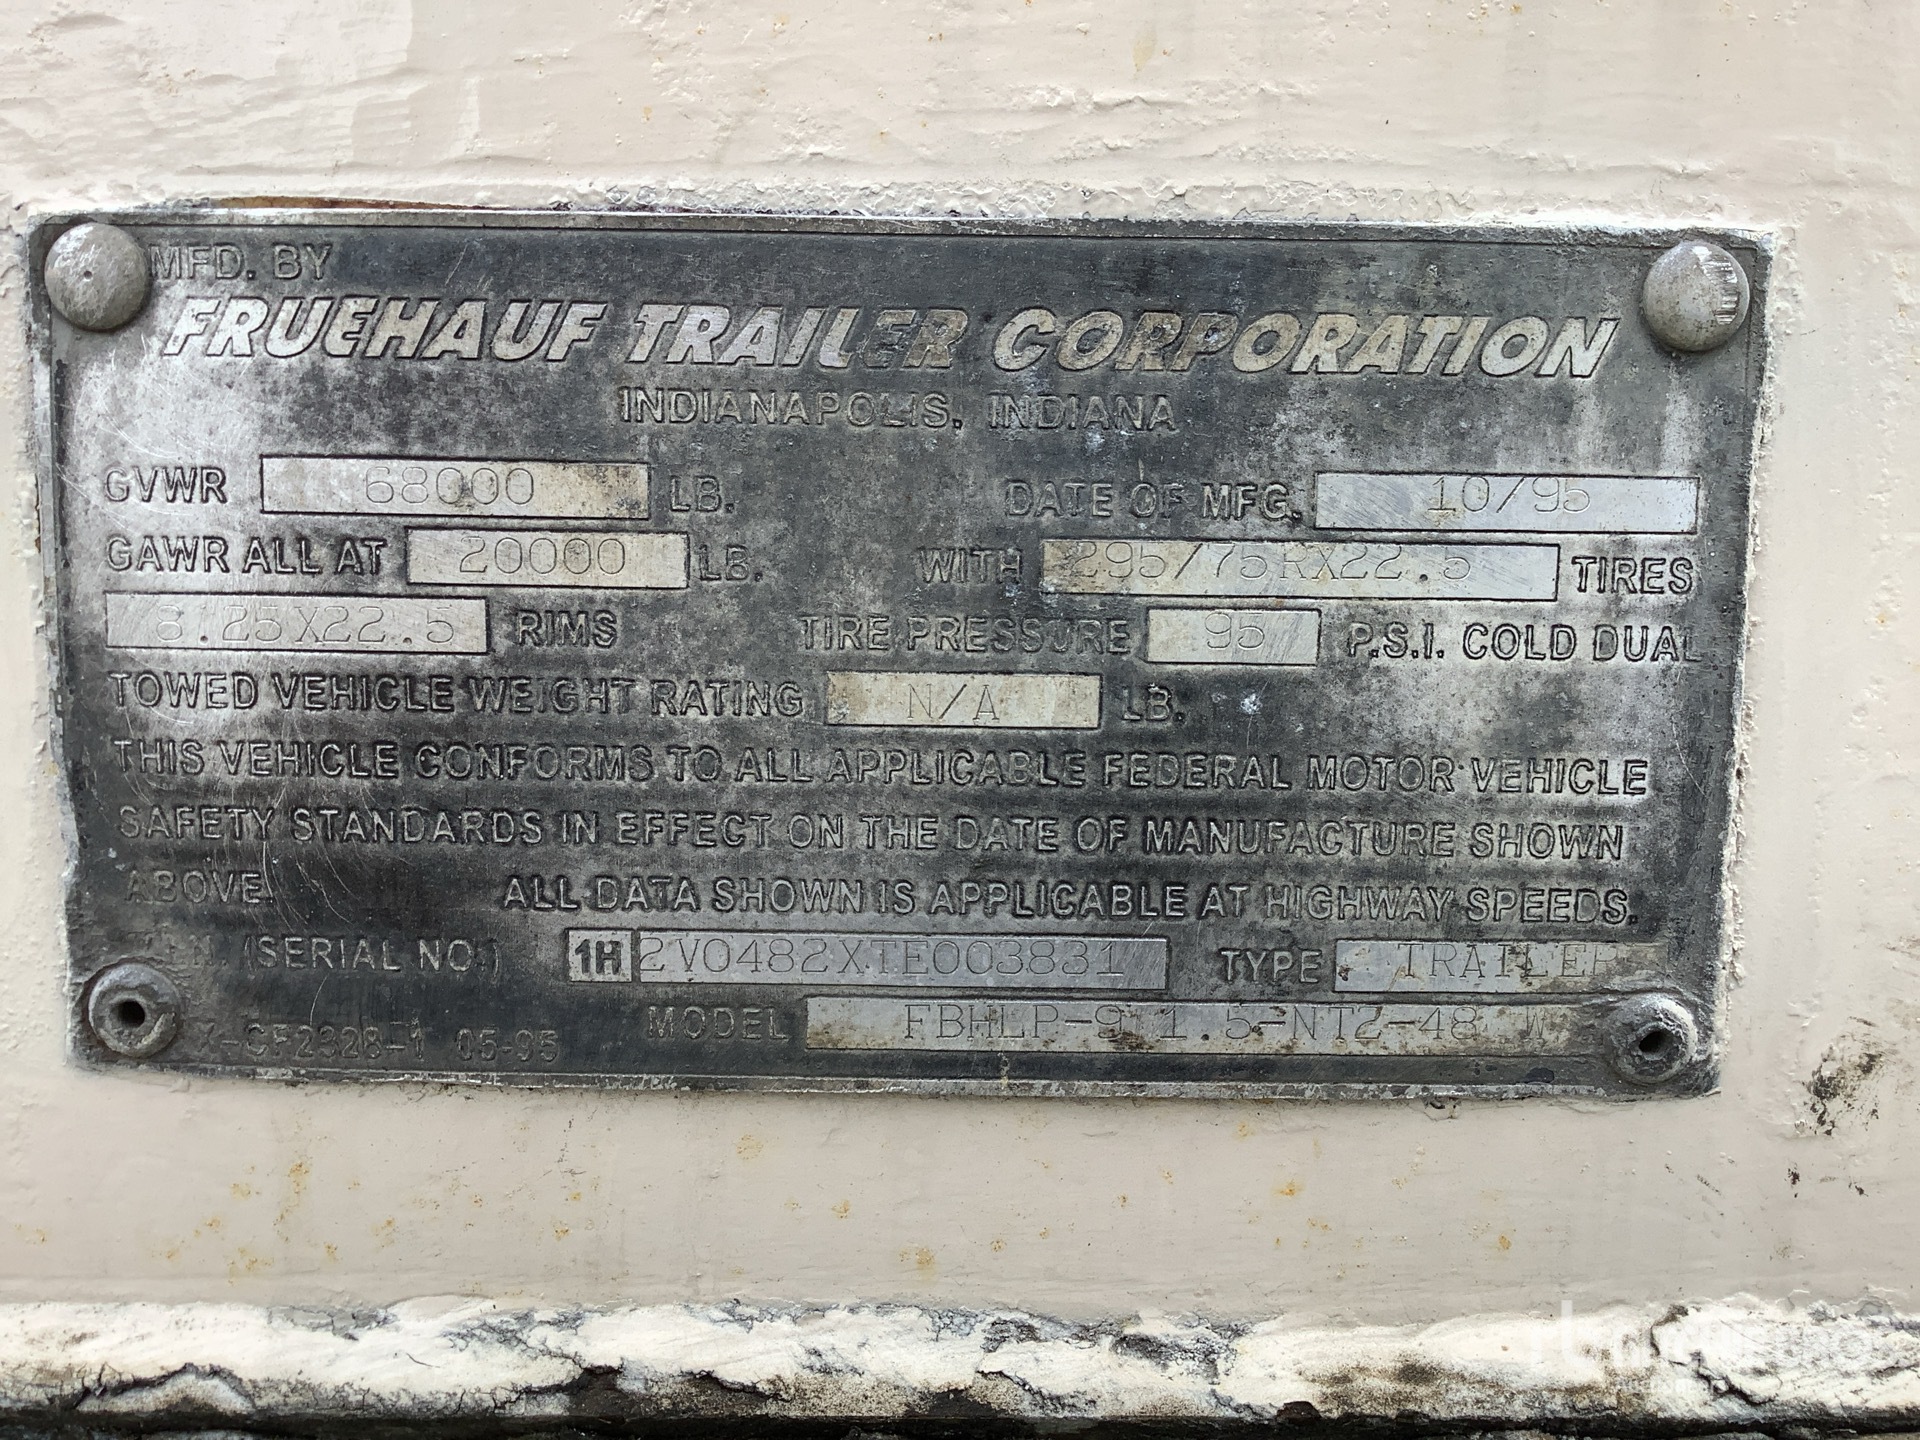 MFD. BY
FRUEHAUF TRAILER CORPORATION
INDIANAPOLIS, INDIANA
GVWR 68000 LB. DATE OF MFG. 10/95
GAWR ALL AT 20000 LB. WITH 295/75RX22.5 TIRES
8.25X22.5 RIMS TIRE PRESSURE 95 P.S.I. COLD DUAL
TOWED VEHICLE WEIGHT RATING N/A LB.
THIS VEHICLE CONFORMS TO ALL APPLICABLE FEDERAL MOTOR VEHICLE
SAFETY STANDARDS IN EFFECT ON THE DATE OF MANUFACTURE SHOWN
ABOVE. ALL DATA SHOWN IS APPLICABLE AT HIGHWAY SPEEDS.
(SERIAL NO.) 1H2V0482XTE003831 TYPE TRAILER
05-95 MODEL